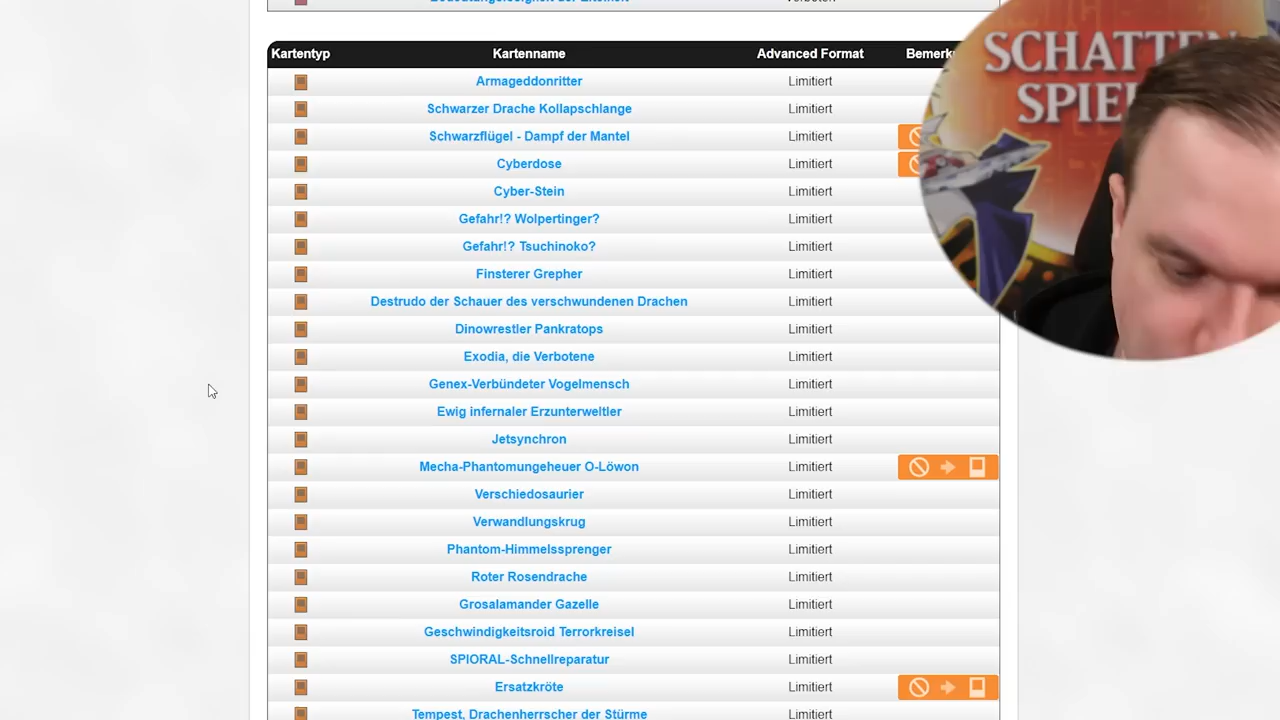 Kartentyp Kartenname Advanced Format
SCHATTEN
Armageddonritter Limitiert
Schwarzer Drache Kollapschlange Limitiert
Schwarzflügel - Dampf der Mantel Limitiert
Cyberdose Limitiert
Cyber-Stein Limitiert
Gefahr!? Wolpertinger? Limitiert
Gefahr!? Tsuchinoko? Limitiert
Finsterer Grepher Limitiert
Destrudo der Schauer des verschwundenen Drachen Limitiert
Dinowrestler Pankratops Limitiert
Exodia, die Verbotene Limitiert
Genex-Verbündeter Vogelmensch Limitiert
Ewig infernaler Erzunterweltler Limitiert
Jetsynchron Limitiert
Mecha-Phantomungeheuer O-Löwon Limitiert
Verschiedosaurier Limitiert
Verwandlungskrug Limitiert
Phantom-Himmelssprenger Limitiert
Roter Rosendrache Limitiert
Grosalamander Gazelle Limitiert
Geschwindigkeitsroid Terrorkreisel Limitiert
SPIORAL-Schnellreparatur Limitiert
Ersatzkröte Limitiert
Tempest, Drachenherrscher der Stürme Limitiert